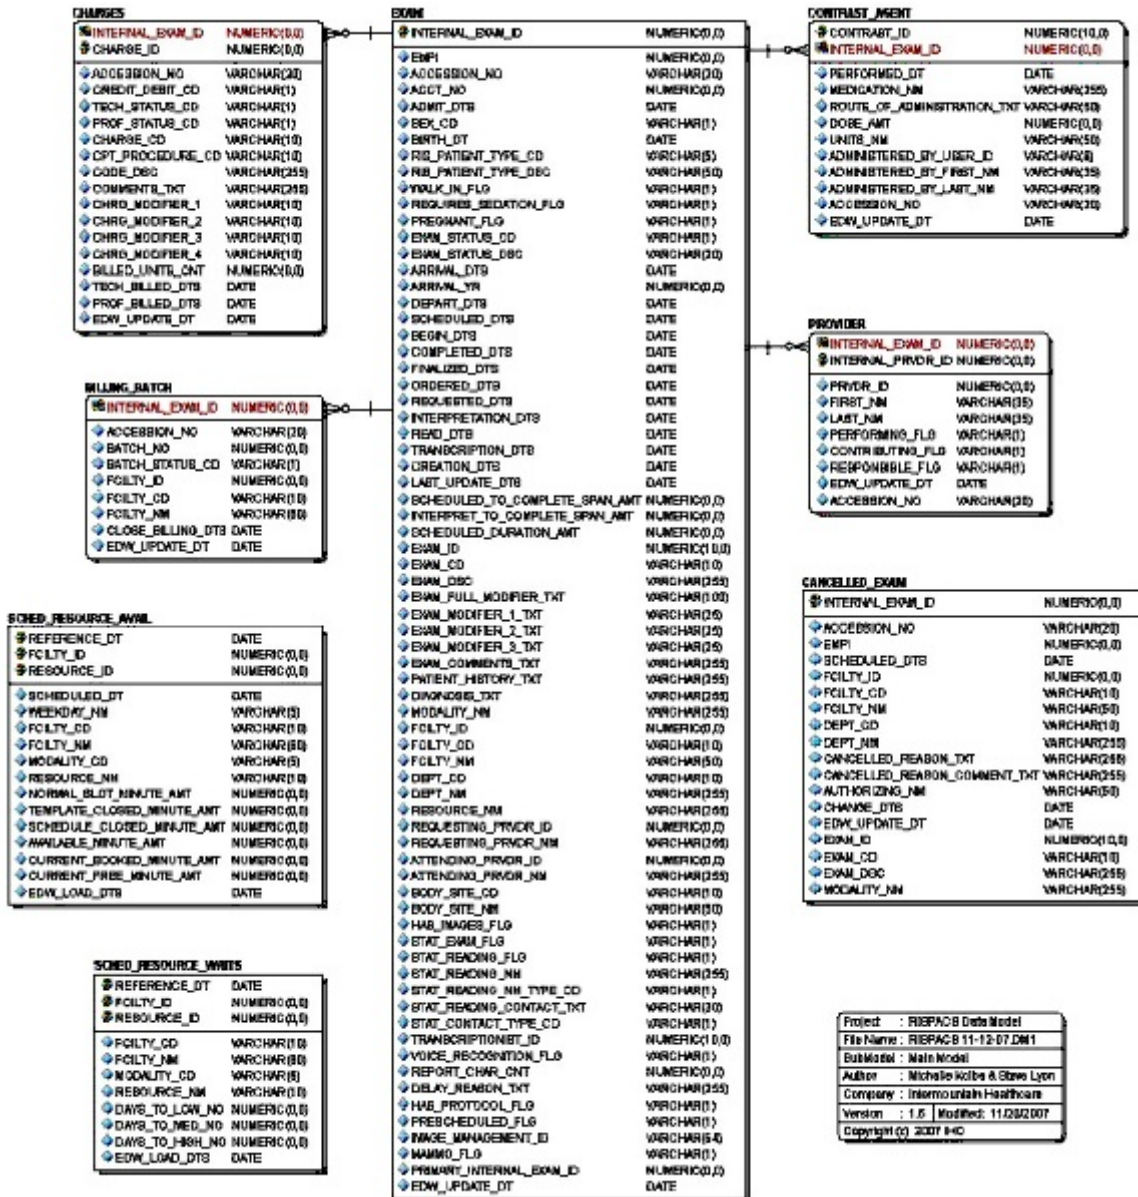 CHARGES
INTERNAL_EXAM_ID NUMERIC(0,0)
CHARGE_ID NUMERIC(0,0)
ACCESSION_NO VARCHAR(20)
CREDIT_DEBIT_CD VARCHAR(1)
TECH_STATUS_CD VARCHAR(1)
PROF_STATUS_CD VARCHAR(1)
CHARGE_CD VARCHAR(10)
CPT_PROCEDURE_CD VARCHAR(10)
CODE_DSC VARCHAR(255)
COMMENTS_TXT VARCHAR(255)
CHRG_MODIFIER_1 VARCHAR(10)
CHRG_MODIFIER_2 VARCHAR(10)
CHRG_MODIFIER_3 VARCHAR(10)
CHRG_MODIFIER_4 VARCHAR(10)
BILLED_UNITS_CNT NUMERIC(0,0)
TECH_BILLED_DTS DATE
PROF_BILLED_DTS DATE
EDW_UPDATE_DT DATE
BILLING_BATCH
INTERNAL_EXAM_ID NUMERIC(0,0)
ACCESSION_NO VARCHAR(20)
BATCH_NO NUMERIC(0,0)
BATCH_STATUS_CD VARCHAR(1)
FCILTY_ID NUMERIC(0,0)
FCILTY_CD VARCHAR(10)
FCILTY_NM
CLOSE_BILLING_DTS DATE
EDW_UPDATE_DT DATE
SCHED_RESOURCE_AVAIL
REFERENCE_DT DATE
FCILTY_ID NUMERIC(0,0)
RESOURCE_ID NUMERIC(0,0)
SCHEDULED_DT DATE
WEEKDAY_NM VARCHAR(5)
FCILTY_CD VARCHAR(10)
FCILTY_NM
MODALITY_CD VARCHAR(5)
RESOURCE_NM VARCHAR(10)
NORMAL_SLOT_MINUTE_AMT NUMERIC(0,0)
TEMPLATE_CLOSED_MINUTE_AMT NUMERIC(0,0)
SCHEDULE_CLOSED_MINUTE_AMT NUMERIC(0,0)
AVAILABLE_MINUTE_AMT NUMERIC(0,0)
CURRENT_BOOKED_MINUTE_AMT NUMERIC(0,0)
CURRENT_FREE_MINUTE_AMT NUMERIC(0,0)
EDW_LOAD_DTS DATE
SCHED_RESOURCE_WAITS
REFERENCE_DT DATE
FCILTY_ID NUMERIC(0,0)
RESOURCE_ID NUMERIC(0,0)
FCILTY_CD VARCHAR(10)
FCILTY_NM
MODALITY_CD VARCHAR(5)
RESOURCE_NM VARCHAR(10)
DAYS_TO_LOW_NO NUMERIC(0,0)
DAYS_TO_MED_NO NUMERIC(0,0)
DAYS_TO_HIGH_NO NUMERIC(0,0)
EDW_LOAD_DTS DATE
EXAM
INTERNAL_EXAM_ID NUMERIC(0,0)
EMPI NUMERIC(0,0)
ACCESSION_NO VARCHAR(20)
ACCT_NO NUMERIC(0,0)
ADMIT_DTS DATE
SEX_CD VARCHAR(1)
BIRTH_DT DATE
RIS_PATIENT_TYPE_CD VARCHAR(5)
RIS_PATIENT_TYPE_DSC VARCHAR(50)
WALK_IN_FLG VARCHAR(1)
REQUIRES_SEDATION_FLG VARCHAR(1)
PREGNANT_FLG VARCHAR(1)
EXAM_STATUS_CD VARCHAR(1)
EXAM_STATUS_DSC VARCHAR(20)
ARRIVAL_DTS DATE
ARRIVAL_YR NUMERIC(0,0)
DEPART_DTS DATE
SCHEDULED_DTS DATE
BEGIN_DTS DATE
COMPLETED_DTS DATE
FINALIZED_DTS DATE
ORDERED_DTS DATE
REQUESTED_DTS DATE
INTERPRETATION_DTS DATE
READ_DTS DATE
TRANSCRIPTION_DTS DATE
CREATION_DTS DATE
LAST_UPDATE_DTS DATE
SCHEDULED_TO_COMPLETE_SPAN_AMT NUMERIC(0,0)
INTERPRET_TO_COMPLETE_SPAN_AMT NUMERIC(0,0)
SCHEDULED_DURATION_AMT NUMERIC(0,0)
EXAM_ID NUMERIC(10,0)
EXAM_CD VARCHAR(10)
EXAM_DSC VARCHAR(255)
EXAM_FULL_MODIFIER_TXT VARCHAR(100)
EXAM_MODIFIER_1_TXT VARCHAR(25)
EXAM_MODIFIER_2_TXT VARCHAR(25)
EXAM_MODIFIER_3_TXT VARCHAR(25)
EXAM_COMMENTS_TXT VARCHAR(255)
PATIENT_HISTORY_TXT VARCHAR(255)
DIAGNOSIS_TXT VARCHAR(255)
MODALITY_NM VARCHAR(255)
FCILTY_ID NUMERIC(0,0)
FCILTY_CD VARCHAR(10)
FCILTY_NM VARCHAR(50)
DEPT_CD VARCHAR(10)
DEPT_NM VARCHAR(255)
RESOURCE_NM VARCHAR(255)
REQUESTING_PRVDR_ID NUMERIC(0,0)
REQUESTING_PRVDR_NM VARCHAR(255)
ATTENDING_PRVDR_ID NUMERIC(0,0)
ATTENDING_PRVDR_NM VARCHAR(255)
BODY_SITE_CD VARCHAR(10)
BODY_SITE_NM VARCHAR(50)
HAS_IMAGES_FLG VARCHAR(1)
STAT_EXAM_FLG VARCHAR(1)
STAT_READING_FLG VARCHAR(1)
STAT_READING_NM VARCHAR(255)
STAT_READING_NM_TYPE_CD VARCHAR(1)
STAT_READING_CONTACT_TXT VARCHAR(20)
STAT_CONTACT_TYPE_CD VARCHAR(1)
TRANSCRIPTIONIST_ID NUMERIC(10,0)
VOICE_RECOGNITION_FLG VARCHAR(1)
REPORT_CHAR_CNT NUMERIC(0,0)
DELAY_REASON_TXT VARCHAR(255)
HAS_PROTOCOL_FLG VARCHAR(1)
PRESCHEDULED_FLG VARCHAR(1)
IMAGE_MANAGEMENT_ID VARCHAR(64)
MAMMO_FLG VARCHAR(1)
PRIMARY_INTERNAL_EXAM_ID NUMERIC(0,0)
EDW_UPDATE_DT DATE
CONTRAST_AGENT
CONTRAST_ID NUMERIC(10,0)
INTERNAL_EXAM_ID NUMERIC(0,0)
PERFORMED_DT DATE
MEDICATION_NM VARCHAR(255)
ROUTE_OF_ADMINISTRATION_TXT VARCHAR(50)
DOSE_AMT NUMERIC(0,0)
UNITS_NM VARCHAR(50)
ADMINISTERED_BY_USER_ID
ADMINISTERED_BY_FIRST_NM VARCHAR(35)
ADMINISTERED_BY_LAST_NM VARCHAR(35)
ACCESSION_NO VARCHAR(20)
EDW_UPDATE_DT DATE
PROVIDER
INTERNAL_EXAM_ID NUMERIC(0,0)
INTERNAL_PRVDR_ID NUMERIC(0,0)
PRVDR_ID NUMERIC(0,0)
FIRST_NM VARCHAR(35)
LAST_NM VARCHAR(35)
PERFORMING_FLG VARCHAR(1)
CONTRIBUTING_FLG VARCHAR(1)
RESPONSIBLE_FLG VARCHAR(1)
EDW_UPDATE_DT DATE
ACCESSION_NO VARCHAR(20)
CANCELLED_EXAM
INTERNAL_EXAM_ID NUMERIC(0,0)
ACCESSION_NO VARCHAR(20)
EMPI NUMERIC(0,0)
SCHEDULED_DTS DATE
FCILTY_ID NUMERIC(0,0)
FCILTY_CD VARCHAR(10)
FCILTY_NM VARCHAR(50)
DEPT_CD VARCHAR(10)
DEPT_NM VARCHAR(255)
CANCELLED_REASON_TXT VARCHAR(255)
CANCELLED_REASON_COMMENT_TXT VARCHAR(255)
AUTHORIZING_NM VARCHAR(50)
CHANGE_DTS DATE
EDW_UPDATE_DT DATE
EXAM_ID NUMERIC(10,0)
EXAM_CD VARCHAR(10)
EXAM_DSC VARCHAR(255)
MODALITY_NM VARCHAR(255)
Project : RISPACS Data Model
File Name : RISPACS 11-12-07.DM1
SubModel : Main Model
Author : Michelle Kolbe & Steve Lyon
Company : Intermountain Healthcare
Version : 1.5 Modified: 11/20/2007
Copyright (c) 2007 IHC